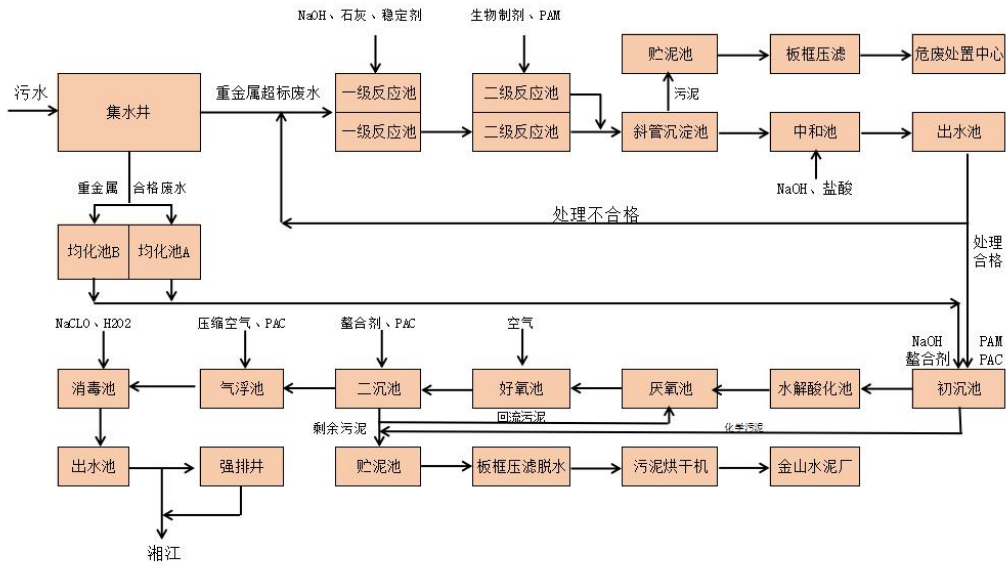 NaOH、石灰、稳定剂
生物制剂、PAM
贮泥池
板框压滤
危废处置中心
污水
集水井
重金属超标废水
一级反应池
二级反应池
污泥
一级反应池
二级反应池
斜管沉淀池
中和池
出水池
重金属 合格废水
NaOH、盐酸
处理不合格
处理
合格
均化池B
均化池A
NaCLO、H2O2
压缩空气、PAC
螯合剂、PAC
空气
NaOH
螯合剂
PAM
PAC
消毒池
气浮池
二沉池
好氧池
厌氧池
水解酸化池
初沉池
回流污泥
剩余污泥
化学污泥
出水池
强排井
贮泥池
板框压滤脱水
污泥烘干机
金山水泥厂
湘江